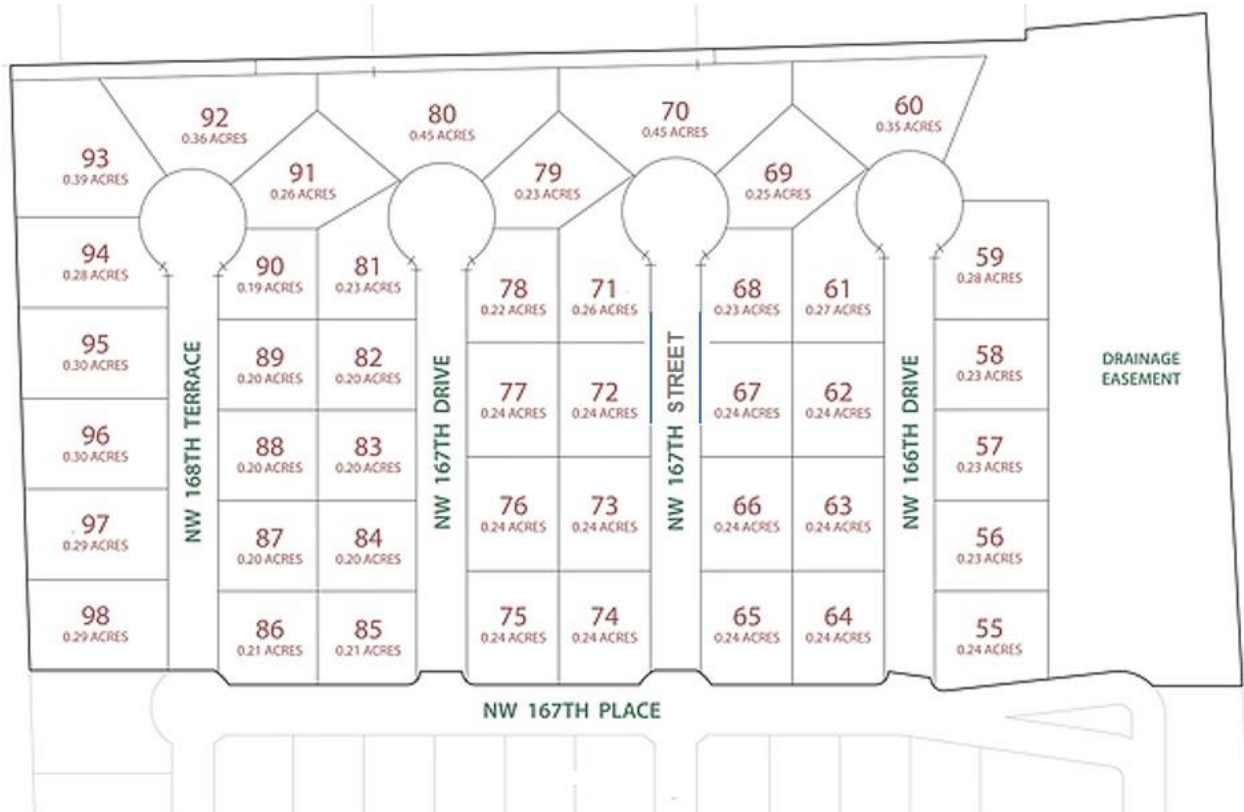 92
0.36 ACRES
80
0.45 ACRES
70
0.45 ACRES
60
0.35 ACRES
93
0.39 ACRES
91
0.26 ACRES
79
0.23 ACRES
69
0.25 ACRES
94
0.28 ACRES
90
0.19 ACRES
81
0.23 ACRES
78
0.22 ACRES
71
0.26 ACRES
68
0.23 ACRES
61
0.27 ACRES
59
0.28 ACRES
95
0.30 ACRES
89
0.20 ACRES
82
0.20 ACRES
77
0.24 ACRES
72
0.24 ACRES
67
0.24 ACRES
62
0.24 ACRES
58
0.23 ACRES
DRAINAGE
EASEMENT
NW 168TH TERRACE
NW 167TH DRIVE
NW 167TH STREET
NW 166TH DRIVE
96
0.30 ACRES
88
0.20 ACRES
83
0.20 ACRES
57
0.23 ACRES
97
0.29 ACRES
87
0.20 ACRES
84
0.20 ACRES
76
0.24 ACRES
73
0.24 ACRES
66
0.24 ACRES
63
0.24 ACRES
56
0.23 ACRES
98
0.29 ACRES
86
0.21 ACRES
85
0.21 ACRES
75
0.24 ACRES
74
0.24 ACRES
65
0.24 ACRES
64
0.24 ACRES
55
0.24 ACRES
NW 167TH PLACE